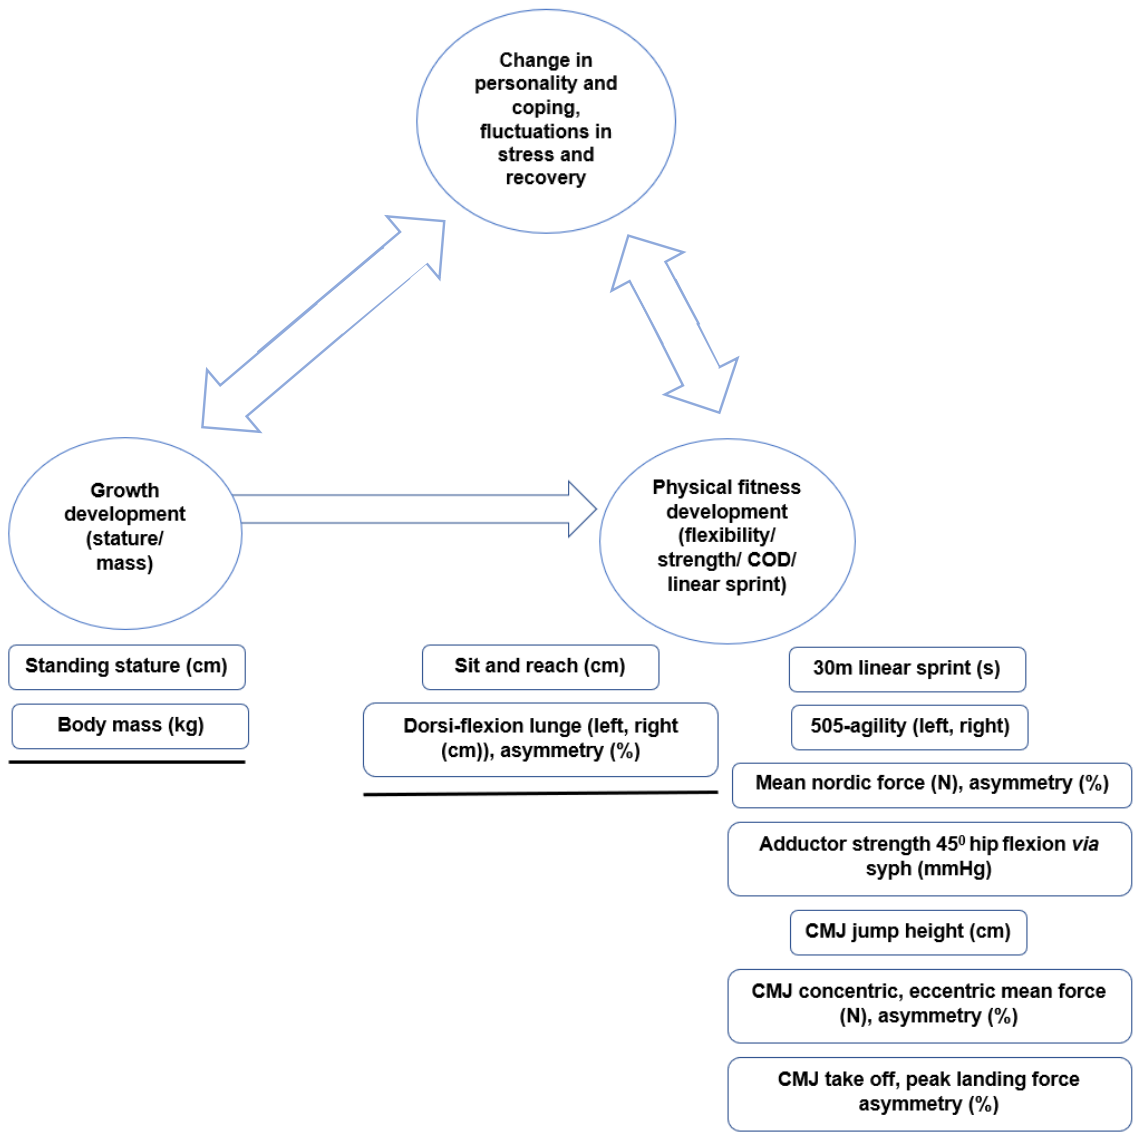 Change in
personality and
coping,
fluctuations in
stress and
recovery
Growth
development
(stature/
mass)
Physical fitness
development
(flexibility/
strength/ COD/
linear sprint)
Standing stature (cm)
Body mass (kg)
Sit and reach (cm)
Dorsi-flexion lunge (left, right
(cm)), asymmetry (%)
30m linear sprint (s)
505-agility (left, right)
Mean nordic force (N), asymmetry (%)
Adductor strength 45⁰ hip flexion via
syph (mmHg)
CMJ jump height (cm)
CMJ concentric, eccentric mean force
(N), asymmetry (%)
CMJ take off, peak landing force
asymmetry (%)